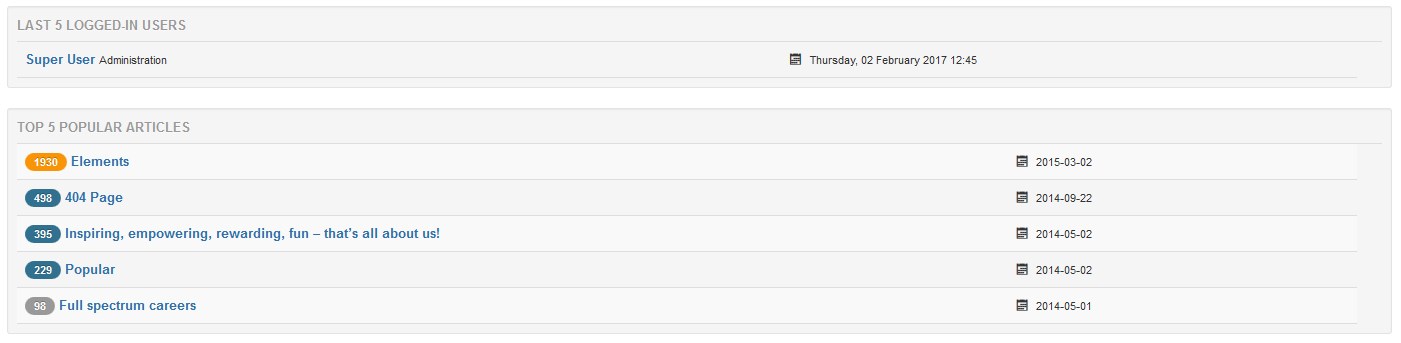 LAST 5 LOGGED-IN USERS
Super User Administration Thursday, 02 February 2017 12:45
TOP 5 POPULAR ARTICLES
1930 Elements 2015-03-02
498 404 Page 2014-09-22
395 Inspiring, empowering, rewarding, fun – that's all about us! 2014-05-02
229 Popular 2014-05-02
98 Full spectrum careers 2014-05-01